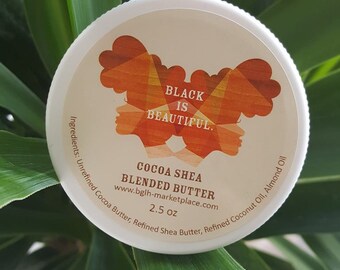 BLACK
IS
BEAUTIFUL.
COCOA SHEA
BLENDED BUTTER
www.bglh-marketplace.com
2.5 oz
Ingredients: Unrefined Cocoa Butter, Refined Shea Butter, Refined Coconut Oil, Almond Oil